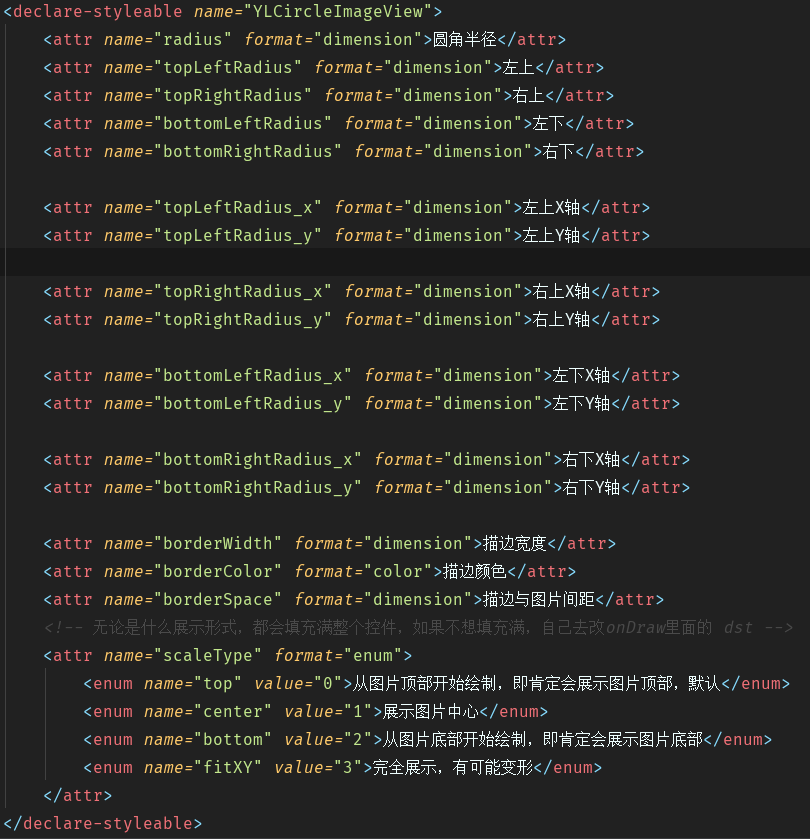 <declare-styleable name="YLCircleImageView">
<attr name="radius" format="dimension">圆角半径</attr>
<attr name="topLeftRadius" format="dimension">左上</attr>
<attr name="topRightRadius" format="dimension">右上</attr>
<attr name="bottomLeftRadius" format="dimension">左下</attr>
<attr name="bottomRightRadius" format="dimension">右下</attr>
<attr name="topLeftRadius_x" format="dimension">左上X轴</attr>
<attr name="topLeftRadius_y" format="dimension">左上Y轴</attr>
<attr name="topRightRadius_x" format="dimension">右上X轴</attr>
<attr name="topRightRadius_y" format="dimension">右上Y轴</attr>
<attr name="bottomLeftRadius_x" format="dimension">左下X轴</attr>
<attr name="bottomLeftRadius_y" format="dimension">左下Y轴</attr>
<attr name="bottomRightRadius_x" format="dimension">右下X轴</attr>
<attr name="bottomRightRadius_y" format="dimension">右下Y轴</attr>
<attr name="borderWidth" format="dimension">描边宽度</attr>
<attr name="borderColor" format="color">描边颜色</attr>
<attr name="borderSpace" format="dimension">描边与图片间距</attr>
<!-- 无论是什么展示形式，都会填充满整个控件，如果不想填充满，自己去改onDraw里面的 dst -->
<attr name="scaleType" format="enum">
<enum name="top" value="0">从图片顶部开始绘制，即肯定会展示图片顶部，默认</enum>
<enum name="center" value="1">展示图片中心</enum>
<enum name="bottom" value="2">从图片底部开始绘制，即肯定会展示图片底部</enum>
<enum name="fitXY" value="3">完全展示，有可能变形</enum>
</attr>
</declare-styleable>